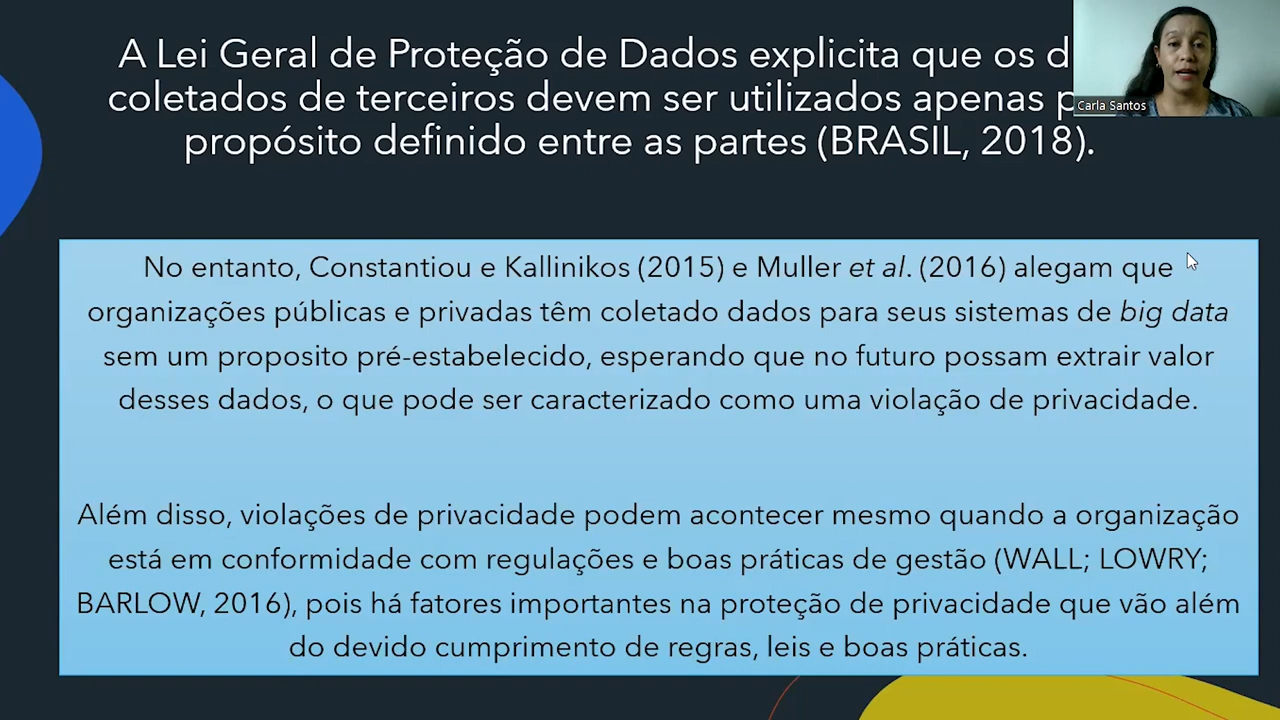 A Lei Geral de Proteção de Dados explicita que os d
coletados de terceiros devem ser utilizados apenas p
propósito definido entre as partes (BRASIL, 2018).
Carla Santos
No entanto, Constantiou e Kallinikos (2015) e Muller et al. (2016) alegam que
organizações públicas e privadas têm coletado dados para seus sistemas de big data
sem um proposito pré-estabelecido, esperando que no futuro possam extrair valor
desses dados, o que pode ser caracterizado como uma violação de privacidade.
Além disso, violações de privacidade podem acontecer mesmo quando a organização
está em conformidade com regulações e boas práticas de gestão (WALL; LOWRY;
BARLOW, 2016), pois há fatores importantes na proteção de privacidade que vão além
do devido cumprimento de regras, leis e boas práticas.